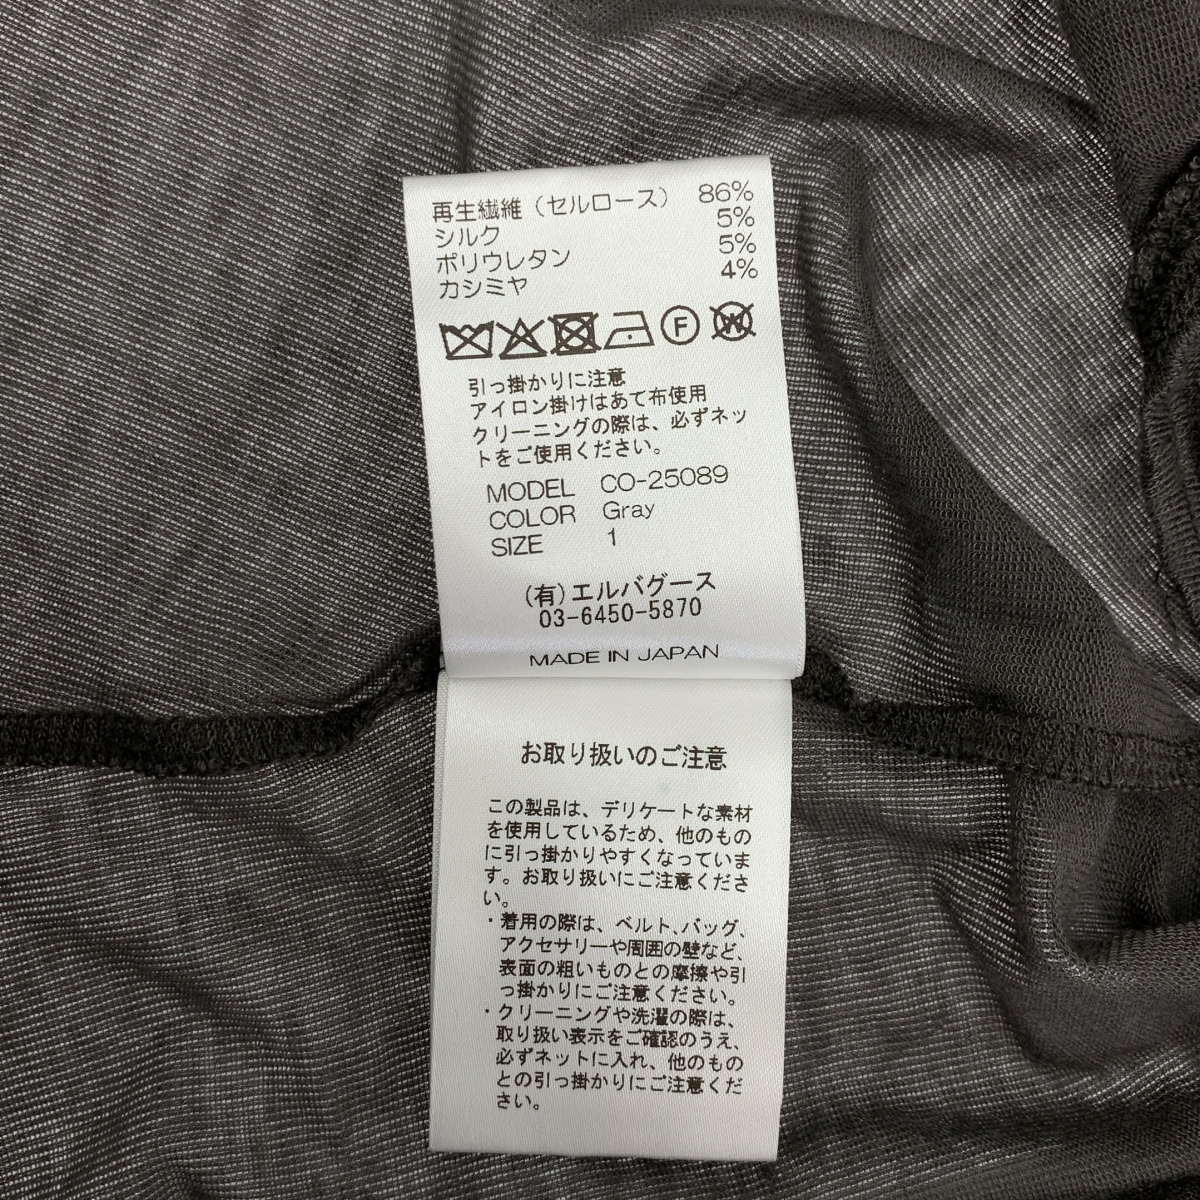 再生繊維（セルロース） 86%
シルク 5%
ポリウレタン 5%
カシミヤ 4%
F W
引っ掛かりに注意
アイロン掛けはあて布使用
クリーニングの際は、必ずネッ
トをご使用ください。
MODEL CO-25089
COLOR Gray
SIZE 1
(有)エルバグース
03-6450-5870
MADE IN JAPAN
お取り扱いのご注意
この製品は、デリケートな素材
を使用しているため、他のもの
に引っ掛かりやすくなっていま
す。お取り扱いにご注意くださ
い。
・着用の際は、ベルト、バッグ、
アクセサリーや周囲の壁など、
表面の粗いものとの摩擦や引
っ掛かりにご注意ください。
・クリーニングや洗濯の際は、
取り扱い表示をご確認のうえ、
必ずネットに入れ、他のもの
との引っ掛かりにご注意くだ
さい。